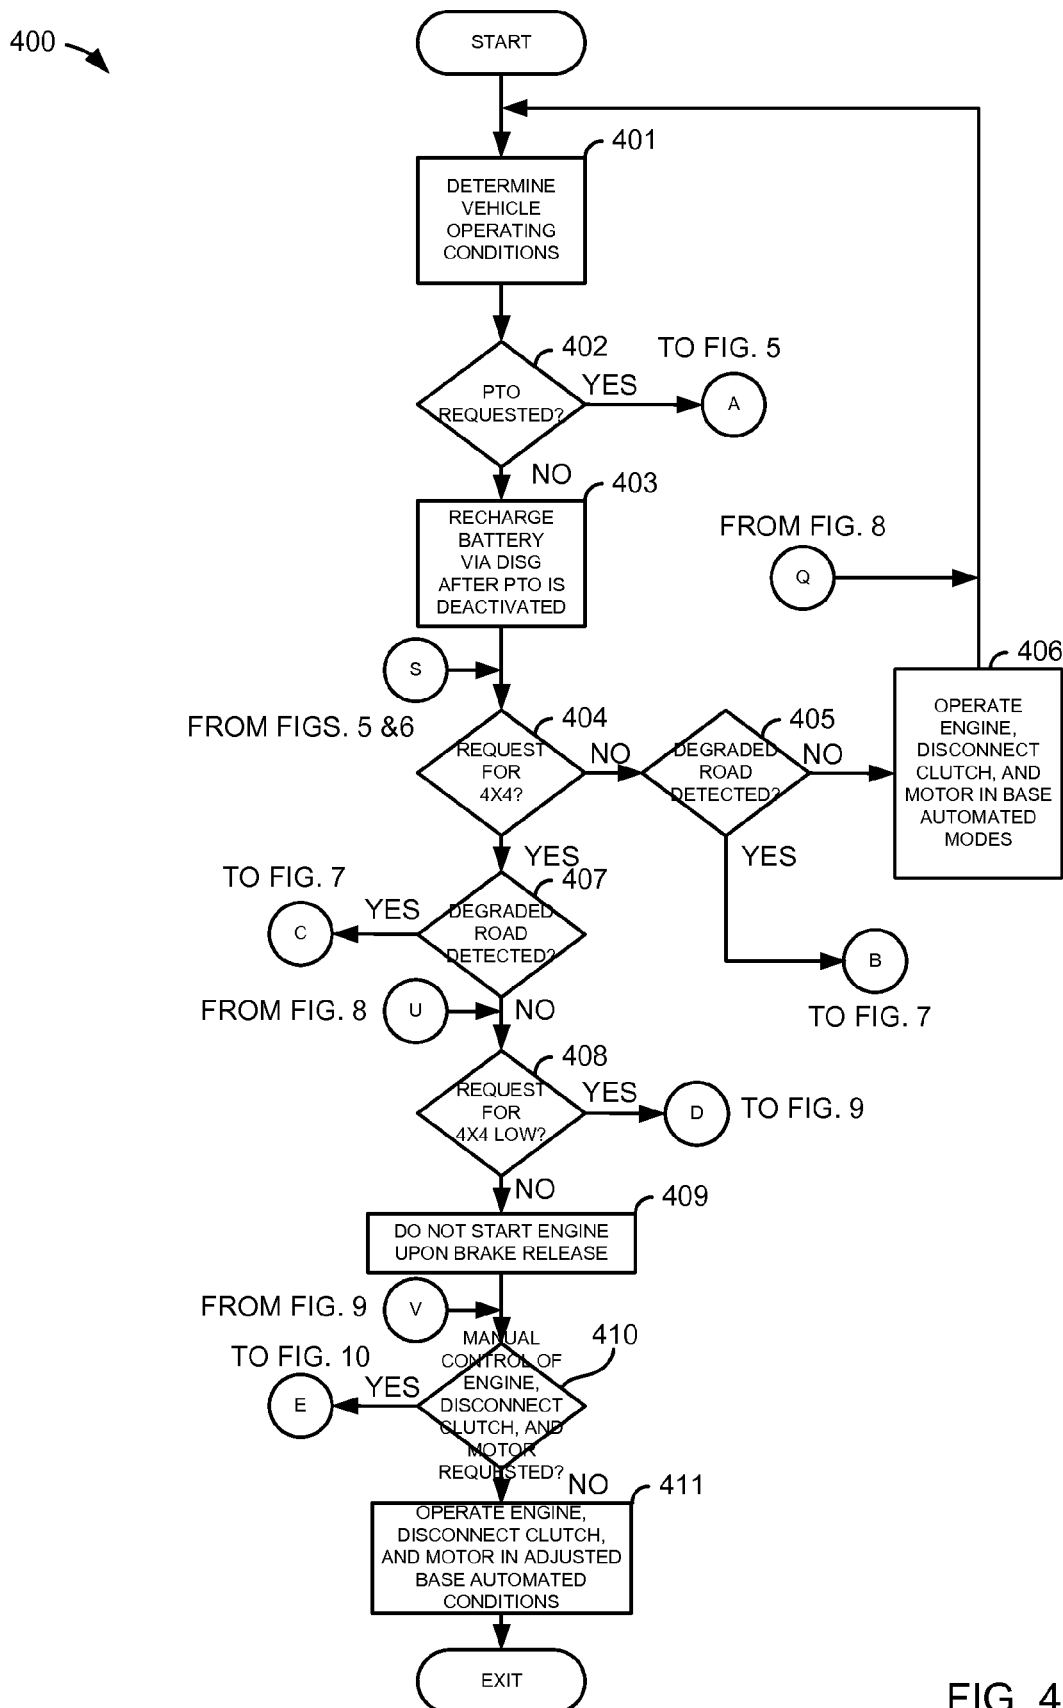 400
START
401
DETERMINE
VEHICLE
OPERATING
CONDITIONS
402
TO FIG. 5
PTO
REQUESTED?
YES
A
NO
403
RECHARGE
BATTERY
VIA DISG
AFTER PTO IS
DEACTIVATED
FROM FIG. 8
Q
S
FROM FIGS. 5 &6
404
REQUEST
FOR
4X4?
NO
405
DEGRADED
ROAD
DETECTED?
NO
406
OPERATE
ENGINE,
DISCONNECT
CLUTCH, AND
MOTOR IN BASE
AUTOMATED
MODES
YES
YES
B
TO FIG. 7
407
TO FIG. 7
DEGRADED
ROAD
DETECTED?
YES
C
FROM FIG. 8
U
NO
408
REQUEST
FOR
4X4 LOW?
YES
D
TO FIG. 9
NO
409
DO NOT START ENGINE
UPON BRAKE RELEASE
FROM FIG. 9
V
410
MANUAL
CONTROL OF
ENGINE,
DISCONNECT
CLUTCH, AND
MOTOR
REQUESTED?
TO FIG. 10
YES
E
NO
411
OPERATE ENGINE,
DISCONNECT CLUTCH,
AND MOTOR IN ADJUSTED
BASE AUTOMATED
CONDITIONS
EXIT
FIG. 4